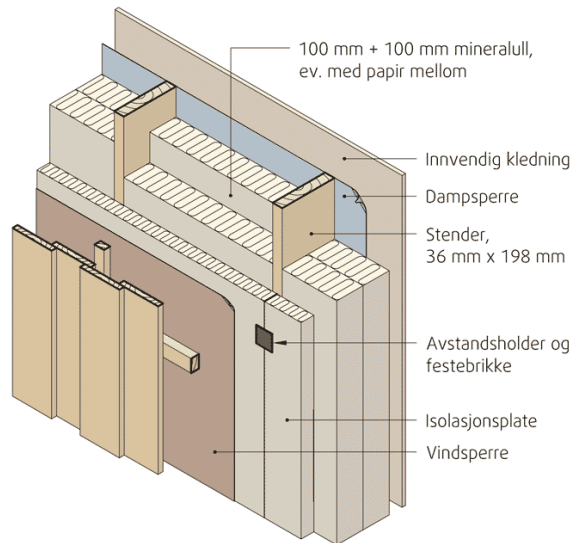 100 mm + 100 mm mineralull,
ev. med papir mellom
Innvendig kledning
Dampsperre
Stender,
36 mm x 198 mm
Avstandsholder og
festebrikke
Isolasjonsplate
Vindsperre